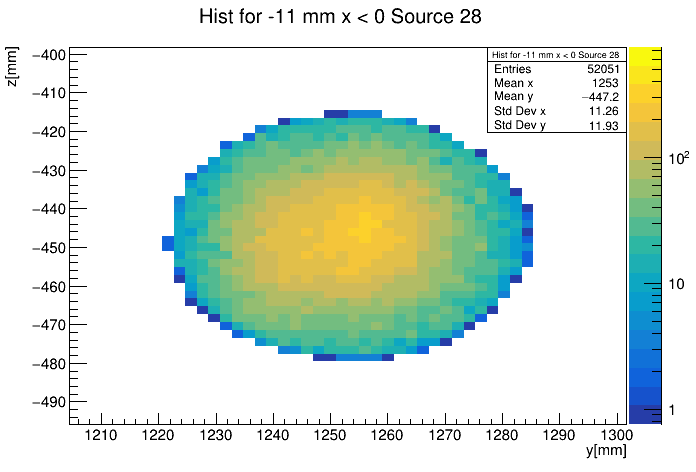 Hist for -11 mm x < 0 Source 28
z[mm]
Hist for -11 mm x < 0 Source 28
Entries 52051
Mean x 1253
Mean y −447.2
Std Dev x 11.26
Std Dev y 11.93
−400
−410
−420
−430
−440
−450
−460
−470
−480
−490
10²
10
1
1210 1220 1230 1240 1250 1260 1270 1280 1290 1300
y[mm]